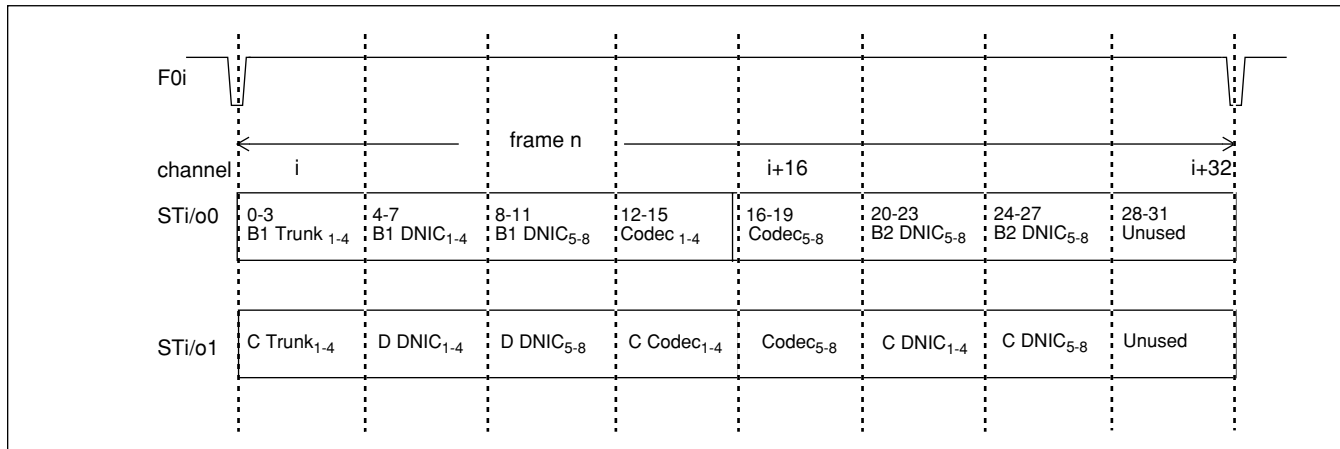 F0i
frame n
channel i i+16 i+32
STi/o0
0-3
B1 Trunk 1-4
4-7
B1 DNIC1-4
8-11
B1 DNIC5-8
12-15
Codec 1-4
16-19
Codec5-8
20-23
B2 DNIC5-8
24-27
B2 DNIC5-8
28-31
Unused
STi/o1
C Trunk1-4
D DNIC1-4
D DNIC5-8
C Codec1-4
Codec5-8
C DNIC1-4
C DNIC5-8
Unused